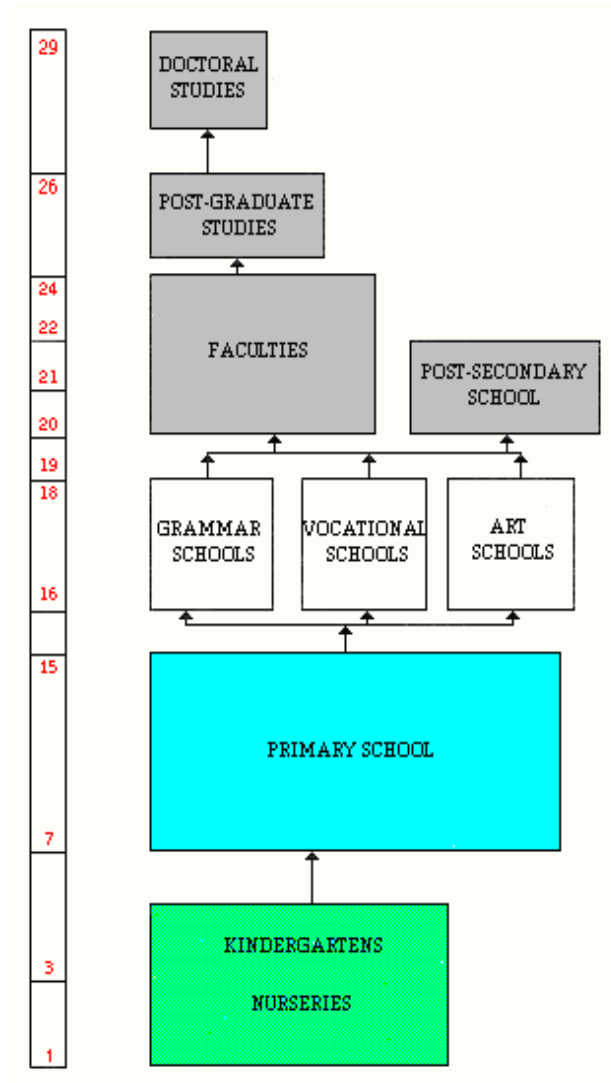 29
DOCTORAL
STUDIES
26
POST-GRADUATE
STUDIES
24
22
FACULTIES
21
POST-SECONDARY
SCHOOL
20
19
18
GRAMMAR
SCHOOLS
VOCATIONAL
SCHOOLS
ART
SCHOOLS
16
15
PRIMARY SCHOOL
7
KINDERGARTENS
3
NURSERIES
1